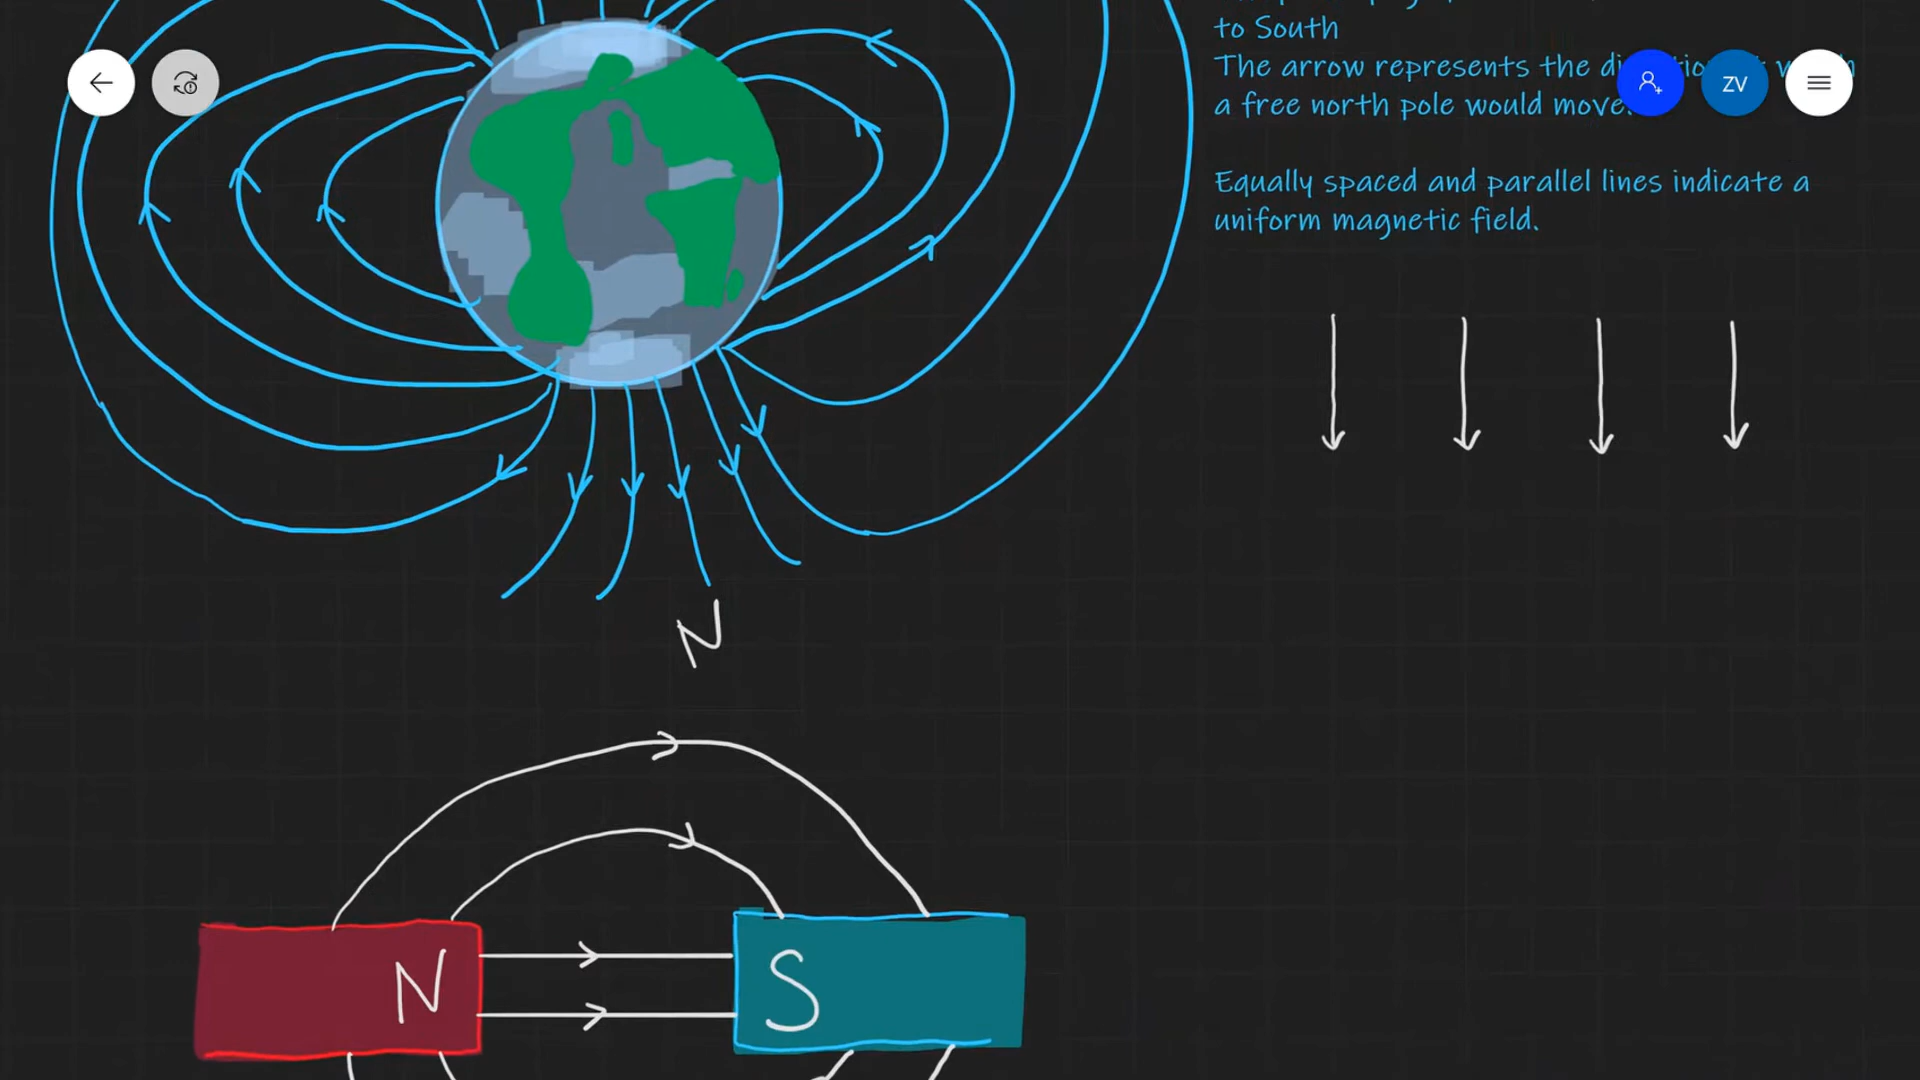 to South
The arrow represents the
a free north pole would move.
ZV
Equally spaced and parallel lines indicate a
uniform magnetic field.
N
N
S